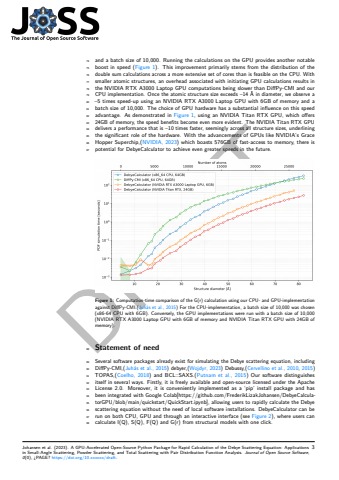 JOSS
The Journal of Open Source Software
and a batch size of 10,000. Running the calculations on the GPU provides another notable
boost in speed (Figure 1). This improvement primarily stems from the distribution of the
double sum calculations across a more extensive set of cores than is feasible on the CPU. With
smaller atomic structures, an overhead associated with initiating GPU calculations results in
the NVIDIA RTX A3000 Laptop GPU computations being slower than DiffPy-CMI and our
CPU implementation. Once the atomic structure size exceeds ~14 Å in diameter, we observe a
~5 times speed-up using an NVIDIA RTX A3000 Laptop GPU with 6GB of memory and a
batch size of 10,000. The choice of GPU hardware has a substantial influence on this speed
advantage. As demonstrated in Figure 1, using an NVIDIA Titan RTX GPU, which offers
24GB of memory, the speed benefits become even more evident. The NVIDIA Titan RTX GPU
delivers a performance that is ~10 times faster, seemingly across all structure sizes, underlining
the significant role of the hardware. With the advancements of GPUs like NVIDIA's Grace
Hopper Superchip,(NVIDIA, 2023) which boasts 576GB of fast-access to memory, there is
potential for DebyeCalculator to achieve even greater speeds in the future.
Number of atoms
0 5000 10000 15000 20000 25000
DebyeCalculator (x86_64 CPU, 64GB)
DiffPy-CMI (x86_64 CPU, 64GB)
DebyeCalculator (NVIDIA RTX A3000 Laptop GPU, 6GB)
DebyeCalculator (NVIDIA Titan RTX GPU, 24GB)
PDF simulation time [seconds]
10 20 30 40 50 60 70 80
Structure diameter [Å]
Figure 1: Computation-time comparison of the G(r) calculation using our CPU- and GPU-implementation
against DiffPy-CMI.(Juhás et al., 2015) For the CPU implementation, a batch size of 10,000 was chosen
(x86-64 CPU with 6GB). Conversely, the GPU implementations were run with a batch size of 10,000
(NVIDIA RTX A3000 Laptop GPU with 6GB of memory and NVIDIA Titan RTX GPU with 24GB of
memory).
Statement of need
Several software packages already exist for simulating the Debye scattering equation, including
DiffPy-CMI,(Juhás et al., 2015) debyer,(Wojdyr, 2023) Debussy,(Cervellino et al., 2010, 2015)
TOPAS,(Coelho, 2018) and BCL::SAXS.(Putnam et al., 2015) Our software distinguishes
itself in several ways. Firstly, it is freely available and open-source licensed under the Apache
License 2.0. Moreover, it is conveniently implemented as a 'pip' install package and has
been integrated with Google Colab[https://github.com/FrederikLizakJohansen/DebyeCalcula-
torGPU/blob/main/quickstart/QuickStart.ipynb], allowing users to rapidly calculate the Debye
scattering equation without the need of local software installations. DebyeCalculator can be
run on both CPU, GPU and through an interactive interface (see Figure 2), where users can
calculate I(Q), S(Q), F(Q) and G(r) from structural models with one click.
Johansen et al. (2023). A GPU-Accelerated Open-Source Python Package for Rapid Calculation of the Debye Scattering Equation: Applications 3
in Small-Angle Scattering, Powder Scattering, and Total Scattering with Pair Distribution Function Analysis. Journal of Open Source Software,
0(0), ¿PAGE? https://doi.org/10.xxxxxx/draft.